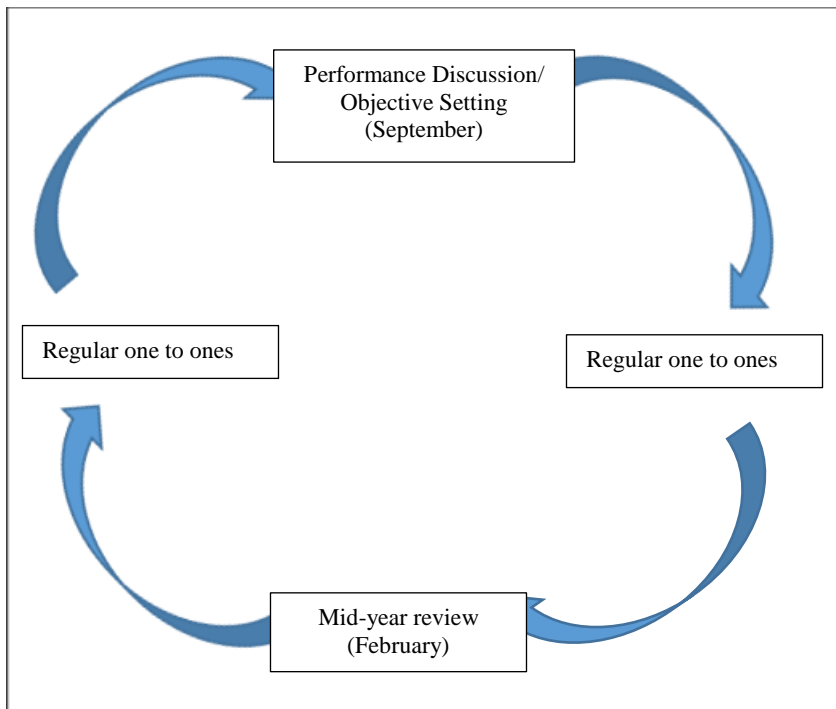 Performance Discussion/
Objective Setting
(September)
Regular one to ones
Regular one to ones
Mid-year review
(February)